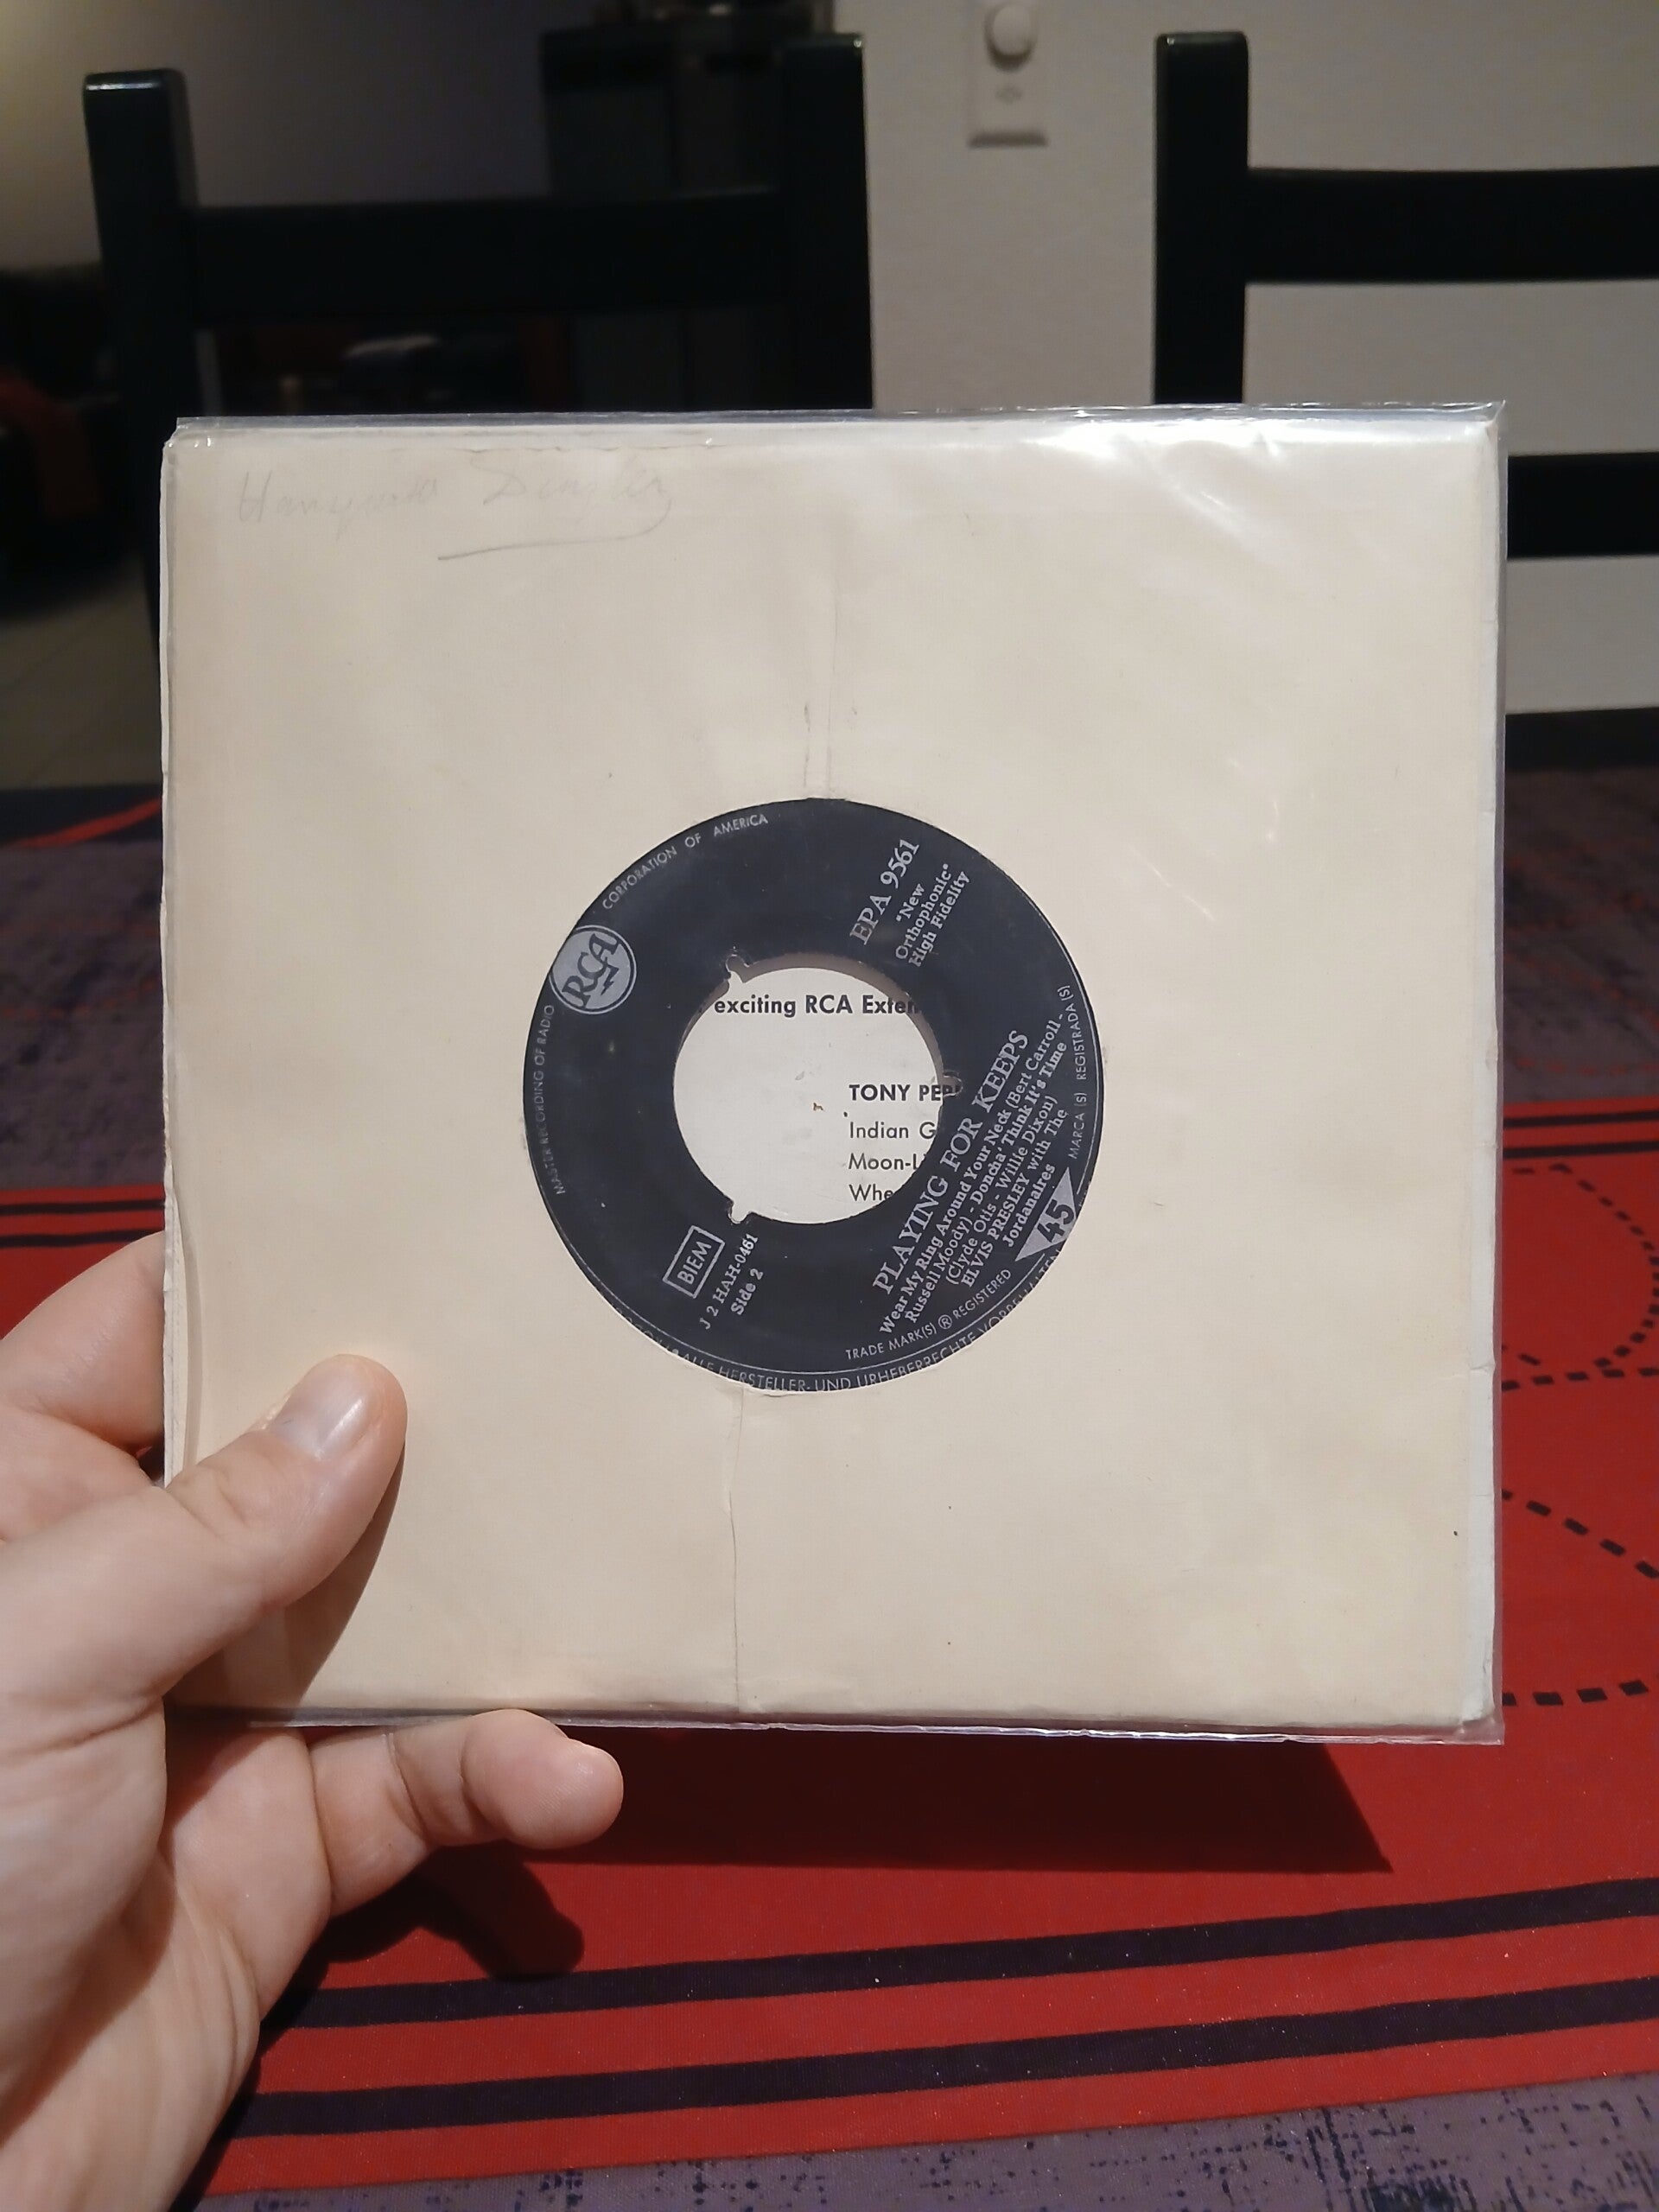 CORPORATION OF AMERICA
RCA
MASTER RECORDING OF RADIO
EPA 9561
"New
Orthophonic"
High Fidelity
exciting RCA Exten
TONY PE
Indian G
Moon-L
Whe
PLAYING FOR KEEPS
Wear My Ring Around Your Neck (Bert Carroll -
Russell Moody) - Doncha' Think It's Time
(Clyde Otis - Willie Dixon)
ELVIS PRESLEY with The
Jordanaires
45
BIEM
J 2 HAH-0461
Side 2
TRADE MARK(S) ® REGISTERED
MARCA (S) REGISTRADA (S)
ALLE HERSTELLER- UND URHEBERRECHTE VORBEHALTEN